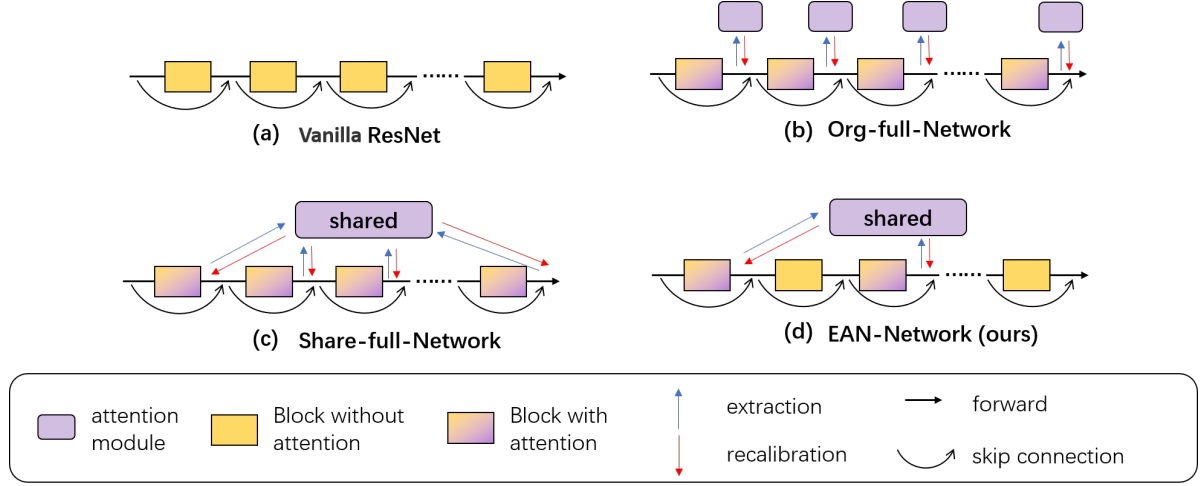 (a) Vanilla ResNet
(b) Org-full-Network
shared
shared
(c) Share-full-Network
(d) EAN-Network (ours)
attention
module
Block without
attention
Block with
attention
extraction
recalibration
forward
skip connection